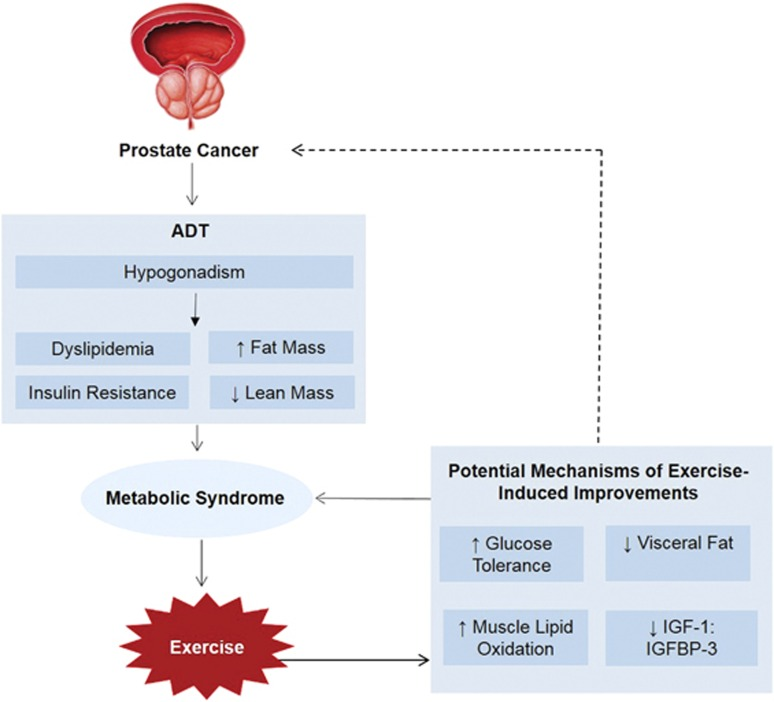 Prostate Cancer
ADT
Hypogonadism
Dyslipidemia
↑ Fat Mass
Insulin Resistance
↓ Lean Mass
Metabolic Syndrome
Exercise
Potential Mechanisms of Exercise-
Induced Improvements
↑ Glucose
Tolerance
↓ Visceral Fat
↑ Muscle Lipid
Oxidation
↓ IGF-1:
IGFBP-3